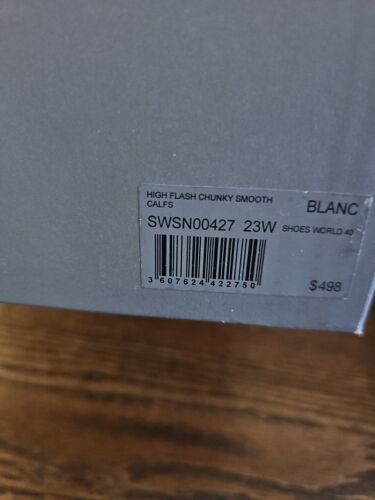 HIGH FLASH CHUNKY SMOOTH
CALFS
BLANC
SWSN00427 23W SHOES WORLD 40
3 607624 422750
$498